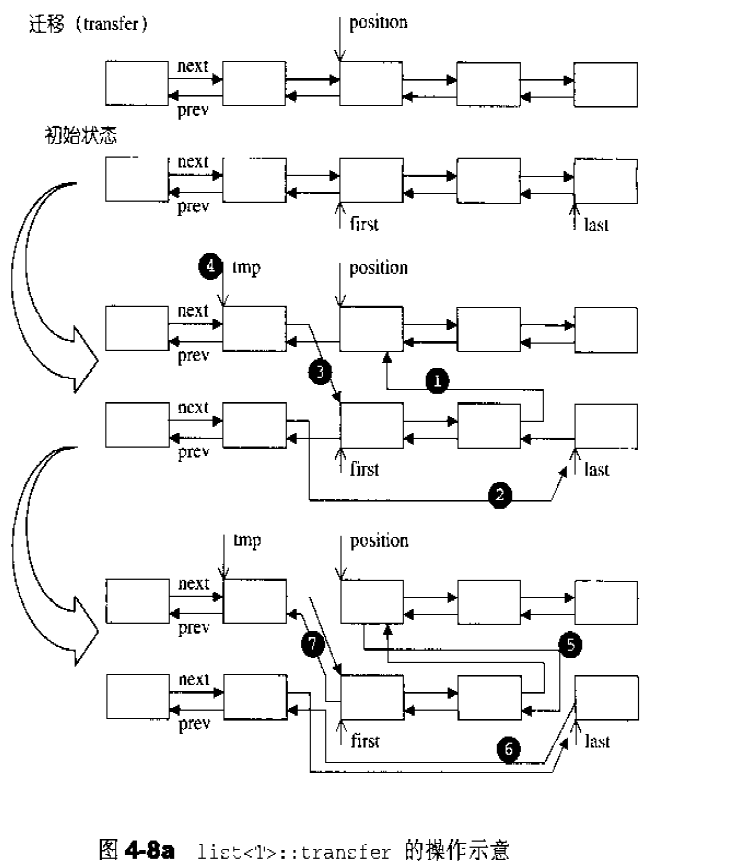 迁移 (transfer)
position
next
prev
初始状态
next
prev
first
last
④ tmp
position
next
prev
③
①
next
prev
first
last
②
tmp
position
next
prev
⑦
⑤
next
prev
first
last
⑥
图 4-8a list<T>::transfer 的操作示意